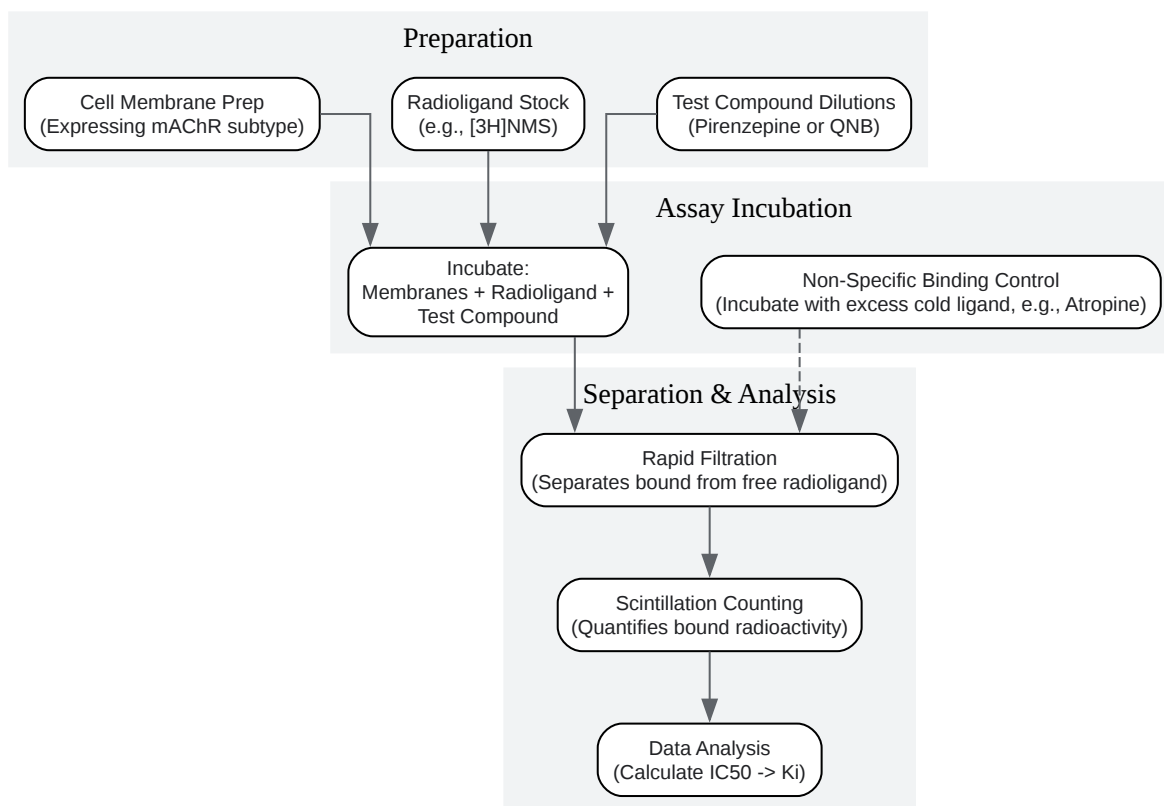 Preparation
Cell Membrane Prep
(Expressing mAChR subtype)
Radioligand Stock
(e.g., [3H]NMS)
Test Compound Dilutions
(Pirenzepine or QNB)
Assay Incubation
Incubate:
Membranes + Radioligand +
Test Compound
Non-Specific Binding Control
(Incubate with excess cold ligand, e.g., Atropine)
Separation & Analysis
Rapid Filtration
(Separates bound from free radioligand)
Scintillation Counting
(Quantifies bound radioactivity)
Data Analysis
(Calculate IC50 -> Ki)